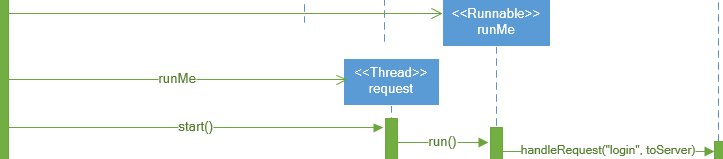 <<Runnable>>
runMe
runMe
<<Thread>>
request
start()
run()
handleRequest("login", toServer)